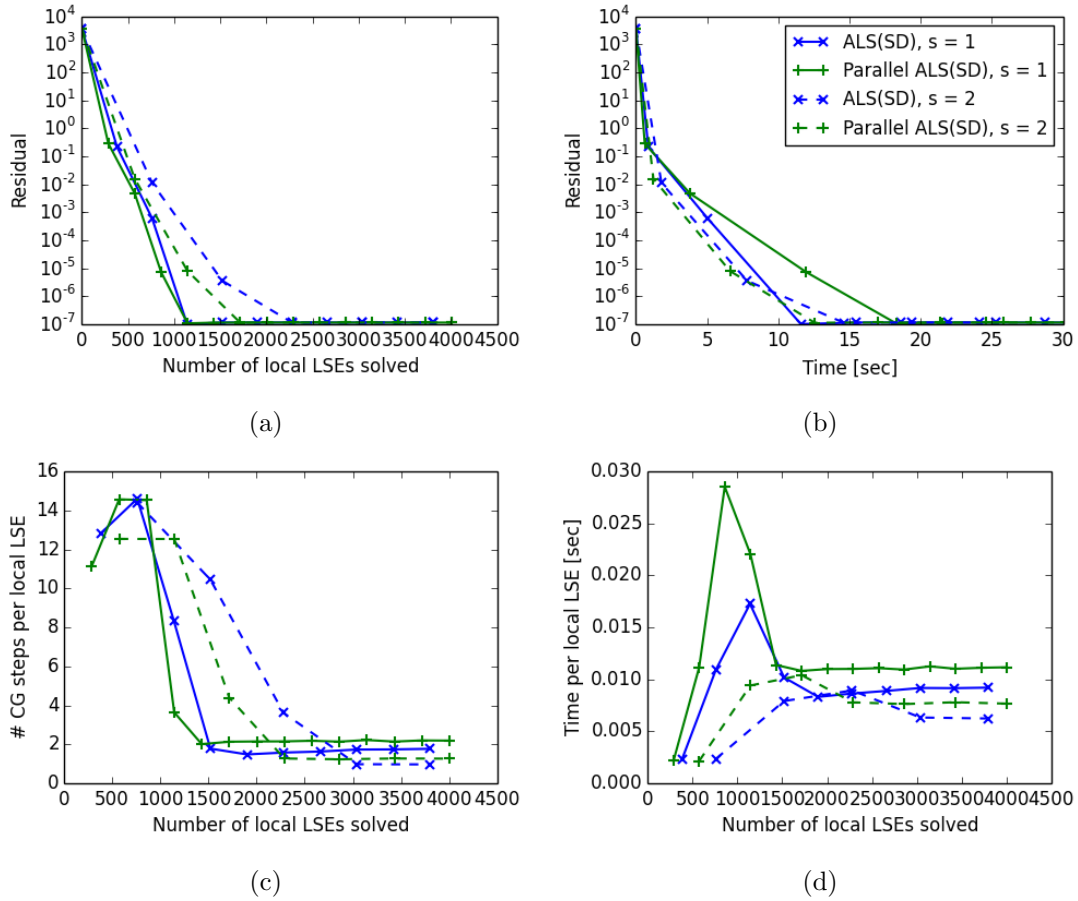 10^4
10^3
10^2
10^1
10^0
10^-1
10^-2
10^-3
10^-4
10^-5
10^-6
10^-7
Residual
0 500 1000 1500 2000 2500 3000 3500 4000 4500
Number of local LSEs solved
(a)
10^4
10^3
10^2
10^1
10^0
10^-1
10^-2
10^-3
10^-4
10^-5
10^-6
10^-7
Residual
ALS(SD), s = 1
Parallel ALS(SD), s = 1
ALS(SD), s = 2
Parallel ALS(SD), s = 2
0 5 10 15 20 25 30
Time [sec]
(b)
16
14
12
10
8
6
4
2
0
# CG steps per local LSE
0 500 1000 1500 2000 2500 3000 3500 4000 4500
Number of local LSEs solved
(c)
0.030
0.025
0.020
0.015
0.010
0.005
0.000
Time per local LSE [sec]
0 500 1000 1500 2000 2500 3000 3500 4000 4500
Number of local LSEs solved
(d)